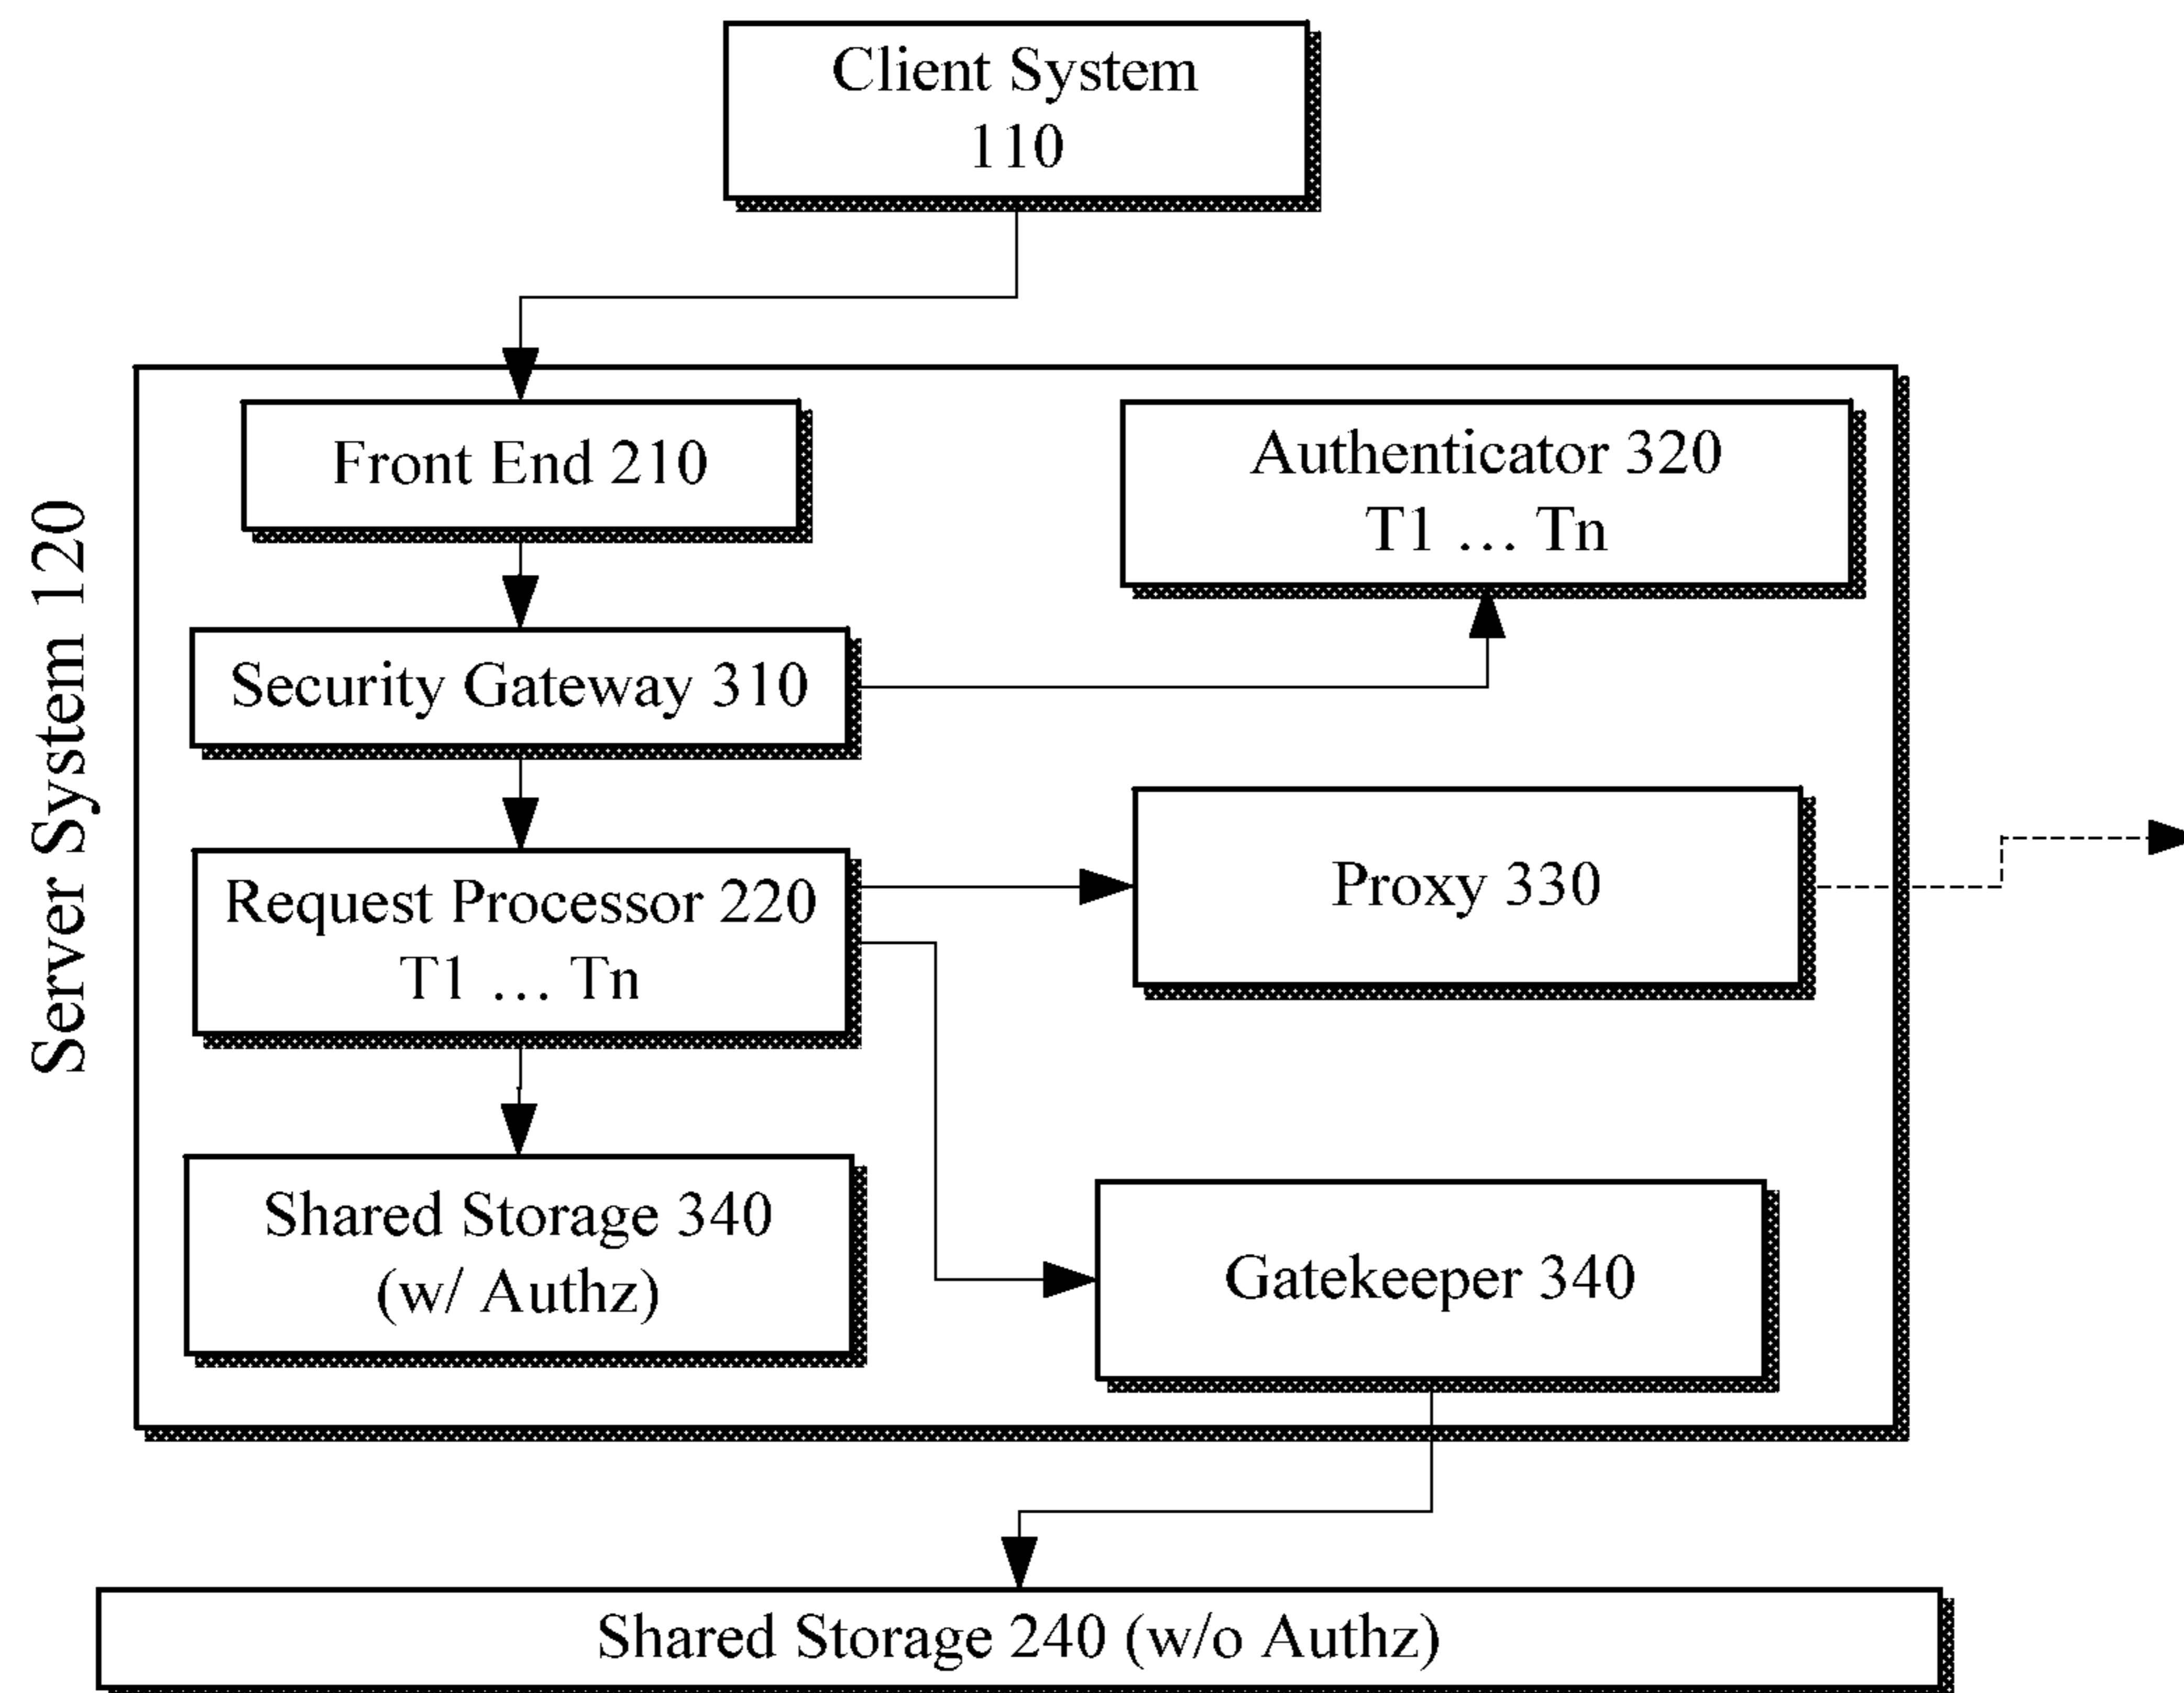 Client System
110
Server System 120
Front End 210
Authenticator 320
T1 … Tn
Security Gateway 310
Request Processor 220
T1 … Tn
Proxy 330
Shared Storage 340
(w/ Authz)
Gatekeeper 340
Shared Storage 240 (w/o Authz)